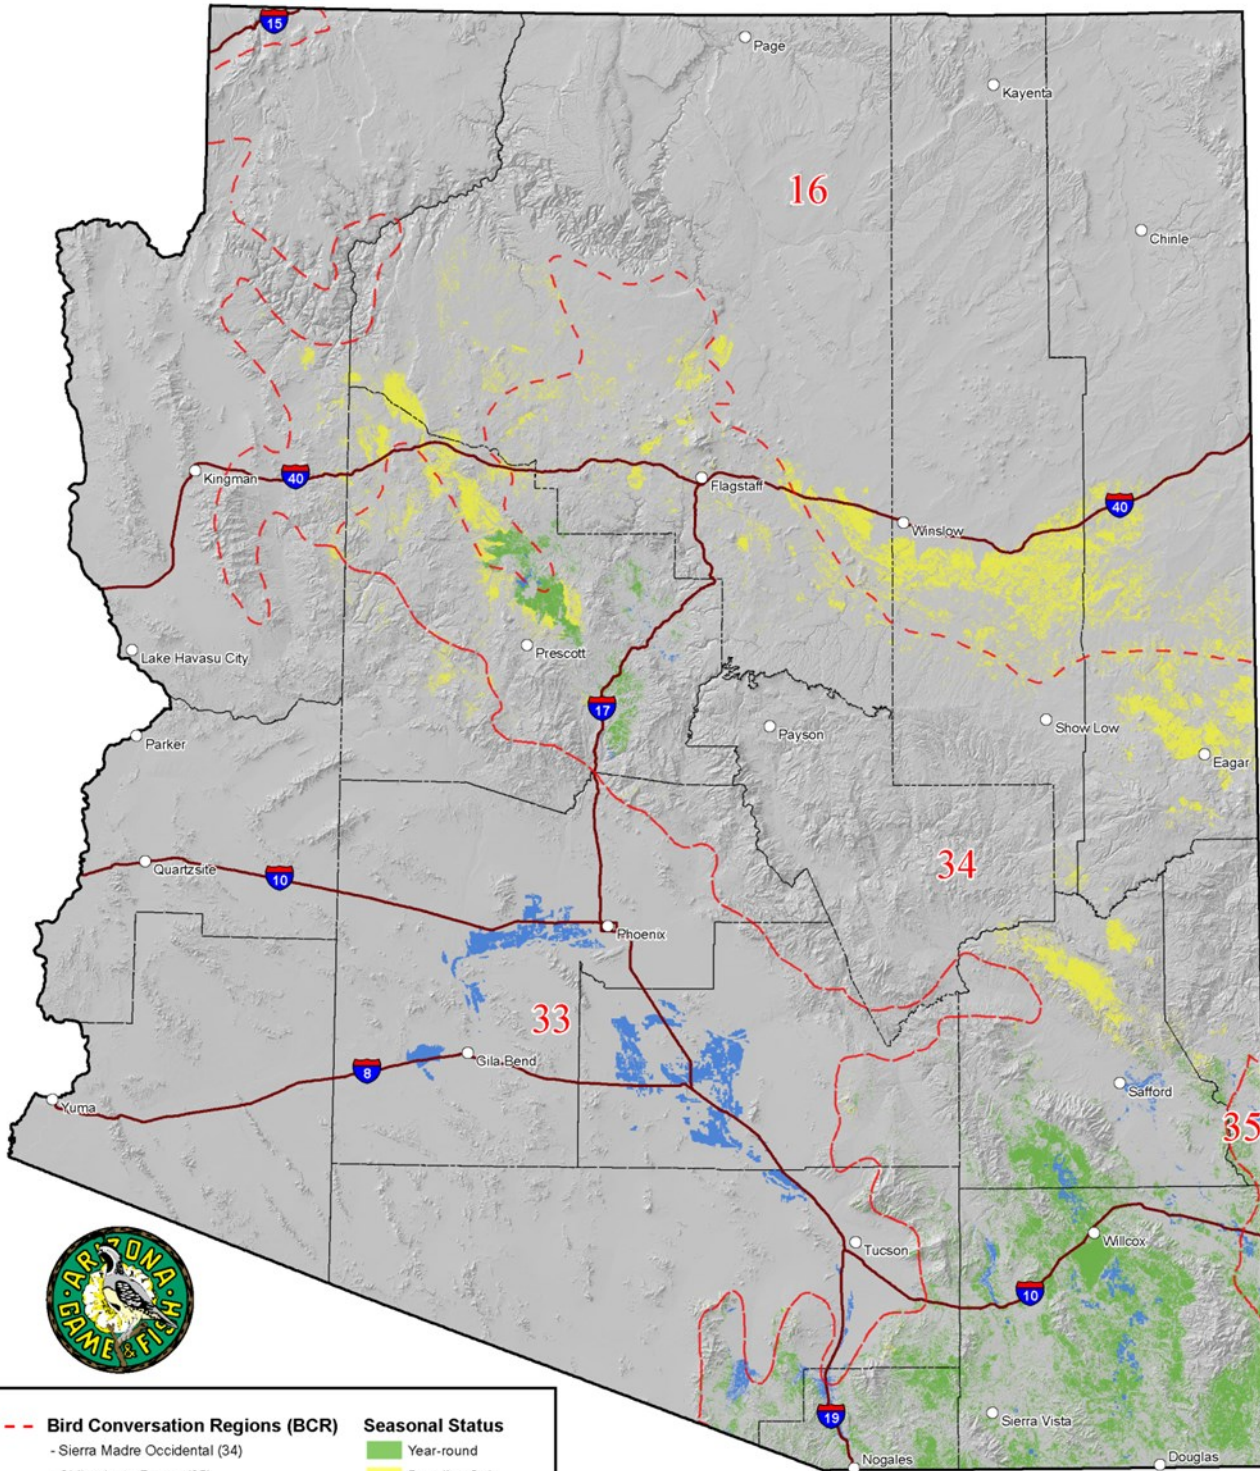 15
Page
Kayenta
16
Chinle
Kingman
40
Flagstaff
Winslow
40
Lake Havasu City
Prescott
17
Parker
Payson
Show Low
Eagar
Quartzsite
10
34
Phoenix
33
Gila Bend
8
Yuma
Safford
35
Willcox
Tucson
10
ARIZONA
GAME & FISH
19
Sierra Vista
Nogales
Douglas
Bird Conversation Regions (BCR)
- Sierra Madre Occidental (34)
Seasonal Status
Year-round